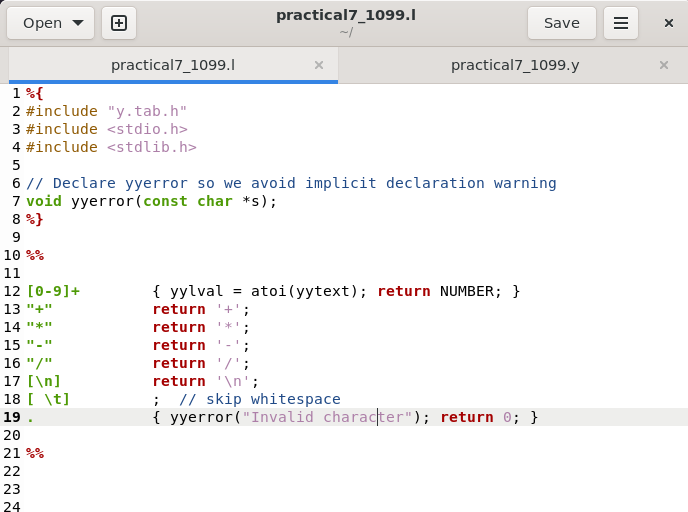 Open
practical7_1099.l
~/
Save
practical7_1099.l
practical7_1099.y
1 %{
2 #include "y.tab.h"
3 #include <stdio.h>
4 #include <stdlib.h>
5
6 // Declare yyerror so we avoid implicit declaration warning
7 void yyerror(const char *s);
8 %}
9
10 %%
11
12 [0-9]+        { yylval = atoi(yytext); return NUMBER; }
13 "+"           return '+';
14 "*"           return '*';
15 "-"           return '-';
16 "/"           return '/';
17 [\n]          return '\n';
18 [ \t]         ;  // skip whitespace
19 .             { yyerror("Invalid character"); return 0; }
20
21 %%
22
23
24